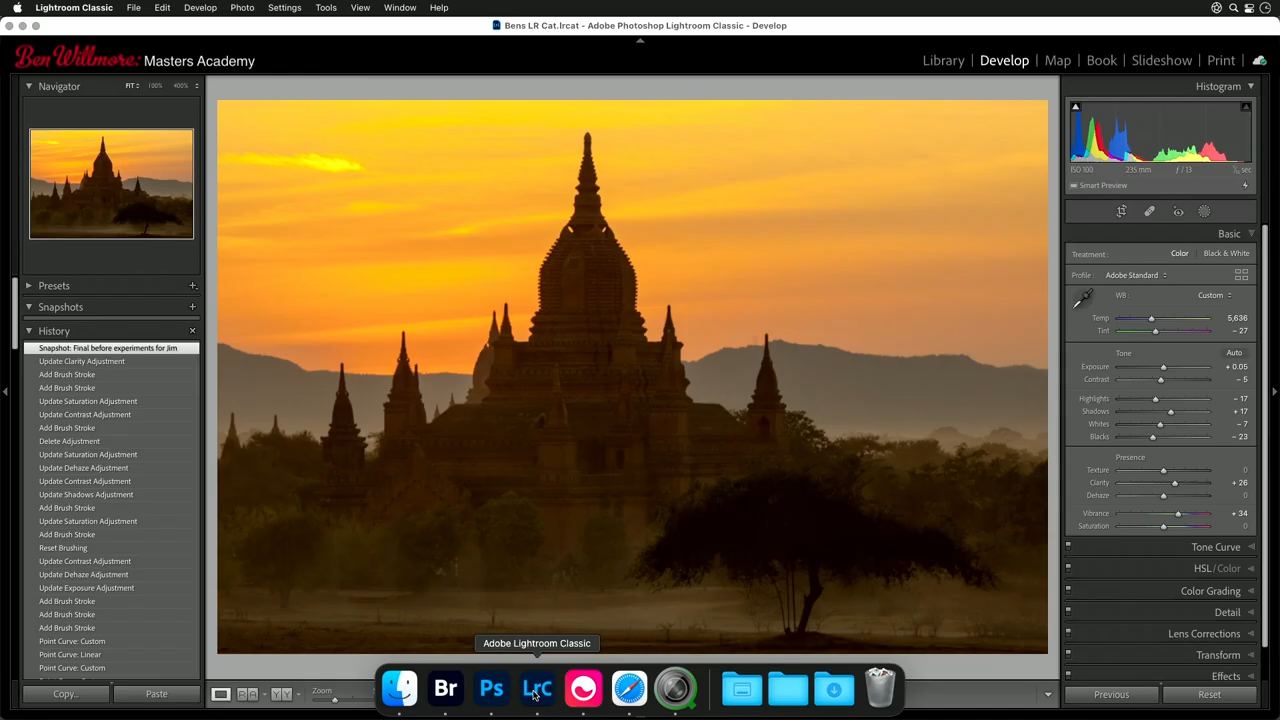 Lightroom Classic File Edit Develop Photo Settings Tools View Window Help
Bens LR Cat.lrcat - Adobe Photoshop Lightroom Classic - Develop
Ben Willmore: Masters Academy
Library | Develop | Map | Book | Slideshow | Print
Navigator FIT 100% 400%
Presets
Snapshots
History
Snapshot: Final before experiments for Jim
Update Clarity Adjustment
Add Brush Stroke
Add Brush Stroke
Update Saturation Adjustment
Update Contrast Adjustment
Add Brush Stroke
Delete Adjustment
Update Saturation Adjustment
Update Dehaze Adjustment
Update Contrast Adjustment
Update Shadows Adjustment
Add Brush Stroke
Update Saturation Adjustment
Add Brush Stroke
Reset Brushing
Update Contrast Adjustment
Update Dehaze Adjustment
Update Exposure Adjustment
Add Brush Stroke
Add Brush Stroke
Add Brush Stroke
Point Curve: Custom
Point Curve: Linear
Point Curve: Custom
Copy... Paste
Zoom
Adobe Lightroom Classic
Br Ps LrC
Histogram
ISO 100 235 mm ƒ / 13
Smart Preview
Basic
Treatment : Color Black & White
Profile : Adobe Standard
WB : Custom
Temp 5,636
Tint – 27
Tone Auto
Exposure + 0.05
Contrast – 5
Highlights – 17
Shadows + 17
Whites – 7
Blacks – 23
Presence
Texture 0
Clarity + 26
Dehaze 0
Vibrance + 34
Saturation 0
Tone Curve
HSL / Color
Color Grading
Detail
Lens Corrections
Transform
Effects
Previous Reset